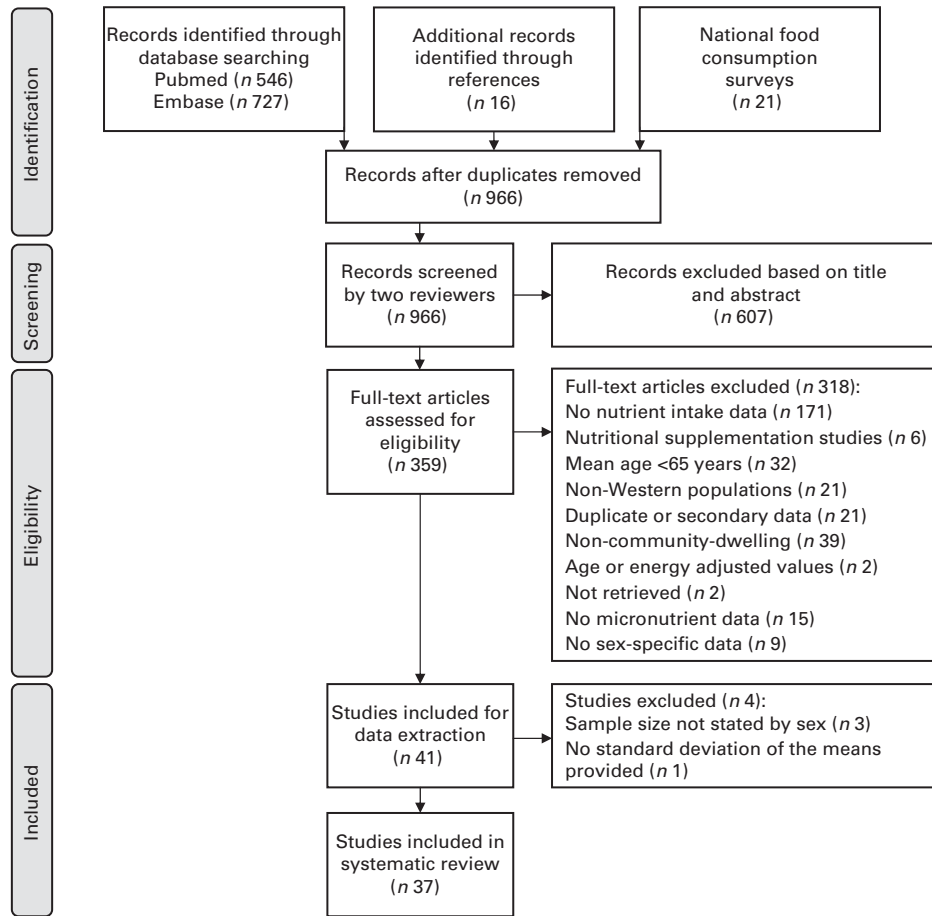 Identification
Records identified through
database searching
Pubmed (n 546)
Embase (n 727)
Additional records
identified through
references
(n 16)
National food
consumption
surveys
(n 21)
Records after duplicates removed
(n 966)
Screening
Records screened
by two reviewers
(n 966)
Records excluded based on title
and abstract
(n 607)
Eligibility
Full-text articles
assessed for
eligibility
(n 359)
Full-text articles excluded (n 318):
No nutrient intake data (n 171)
Nutritional supplementation studies (n 6)
Mean age <65 years (n 32)
Non-Western populations (n 21)
Duplicate or secondary data (n 21)
Non-community-dwelling (n 39)
Age or energy adjusted values (n 2)
Not retrieved (n 2)
No micronutrient data (n 15)
No sex-specific data (n 9)
Included
Studies included for
data extraction
(n 41)
Studies excluded (n 4):
Sample size not stated by sex (n 3)
No standard deviation of the means
provided (n 1)
Studies included in
systematic review
(n 37)